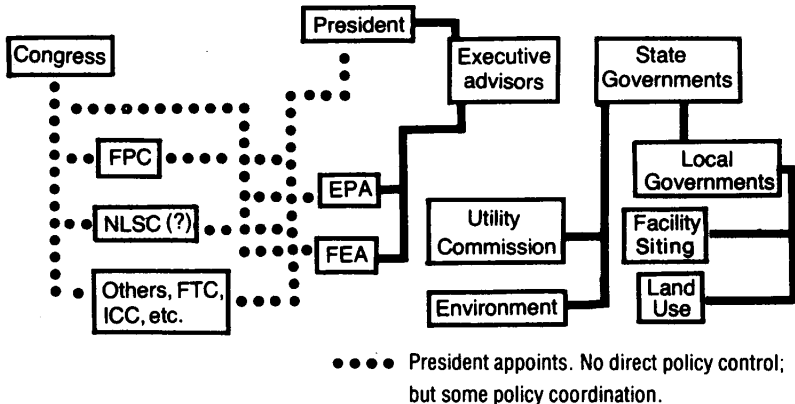 President
Congress
Executive
advisors
State
Governments
FPC
Local
Governments
EPA
NLSC (?)
Utility
Commission
Facility
Siting
FEA
Others, FTC,
ICC, etc.
Environment
Land
Use
President appoints. No direct policy control;
but some policy coordination.